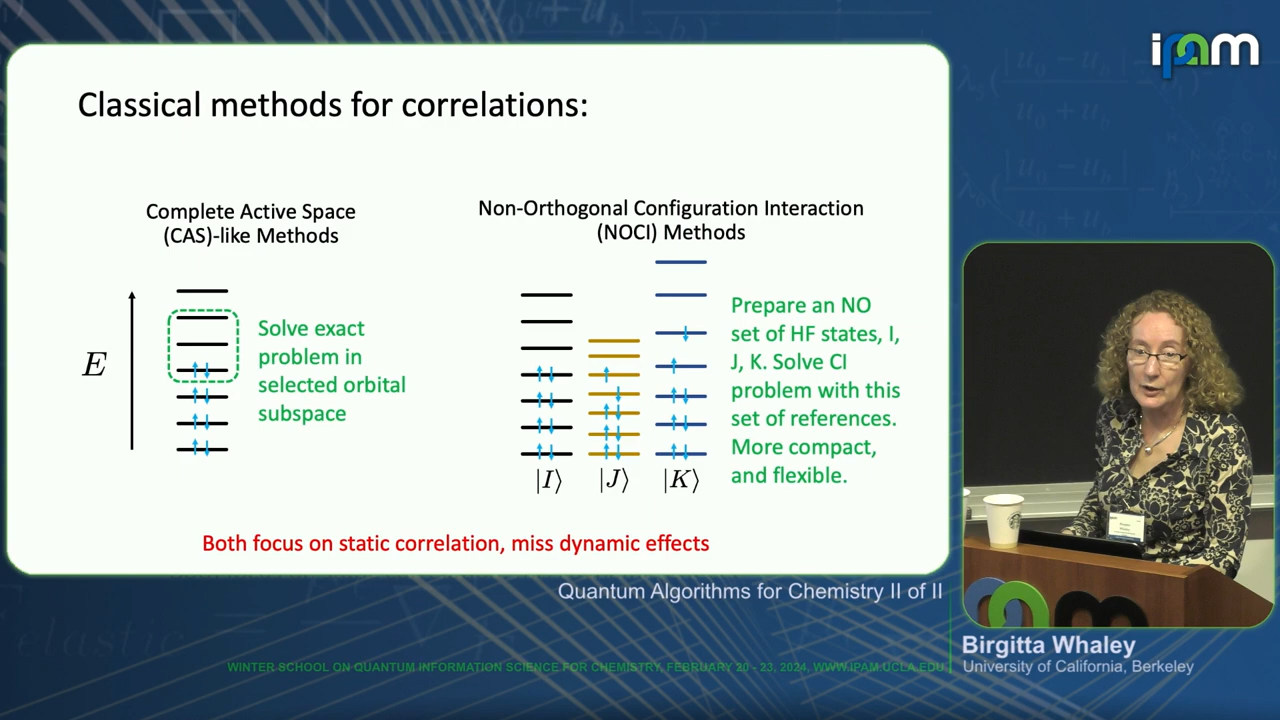 ipam
Classical methods for correlations:
Complete Active Space
(CAS)-like Methods
E
Solve exact
problem in
selected orbital
subspace
Non-Orthogonal Configuration Interaction
(NOCI) Methods
|I⟩
|J⟩
|K⟩
Prepare an NO
set of HF states, I,
J, K. Solve CI
problem with this
set of references.
More compact,
and flexible.
Both focus on static correlation, miss dynamic effects
Quantum Algorithms for Chemistry II of II
Birgitta Whaley
University of California, Berkeley
WINTER SCHOOL ON QUANTUM INFORMATION SCIENCE FOR CHEMISTRY, FEBRUARY 20 - 23, 2024, WWW.IPAM.UCLA.EDU